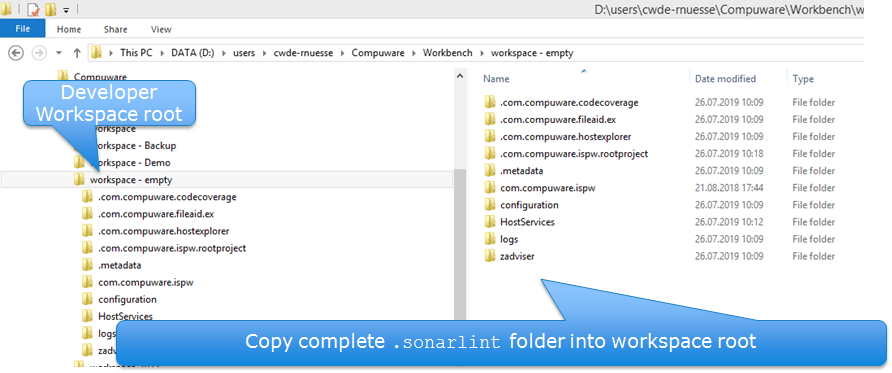 D:\users\cwde-rnuesse\Compuware\Workbench\w
File Home Share View
This PC DATA (D:) users cwde-rnuesse Compuware Workbench workspace - empty
Compuware
Developer
Workspace root
workspace
workspace - Backup
workspace - Demo
workspace - empty
.com.compuware.codecoverage
.com.compuware.fileaid.ex
.com.compuware.hostexplorer
.com.compuware.ispw.rootproject
.metadata
com.compuware.ispw
configuration
HostServices
logs
Name Date modified Type
.com.compuware.codecoverage 26.07.2019 10:09 File folder
.com.compuware.fileaid.ex 26.07.2019 10:09 File folder
.com.compuware.hostexplorer 26.07.2019 10:09 File folder
.com.compuware.ispw.rootproject 26.07.2019 10:18 File folder
.metadata 26.07.2019 10:09 File folder
com.compuware.ispw 21.08.2018 17:44 File folder
configuration 26.07.2019 10:09 File folder
HostServices 26.07.2019 10:12 File folder
logs 26.07.2019 10:09 File folder
zadviser 26.07.2019 10:09 File folder
Copy complete .sonarlint folder into workspace root